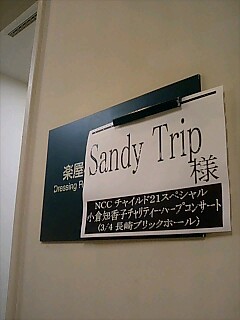 楽屋
Dressing R
Sandy Trip
様
NCCチャイルド21スペシャル
小倉知香子チャリティーハープコンサート
(3/4 長崎ブリックホール)